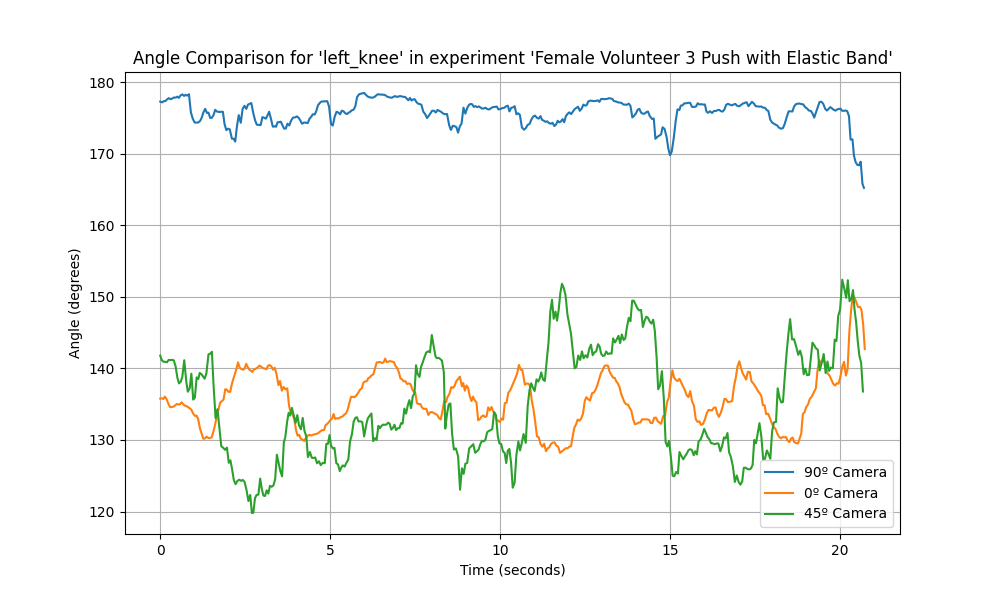 Angle Comparison for 'left_knee' in experiment 'Female Volunteer 3 Push with Elastic Band'
180
170
160
150
140
130
120
Angle (degrees)
0 5 10 15 20
Time (seconds)
90º Camera
0º Camera
45º Camera